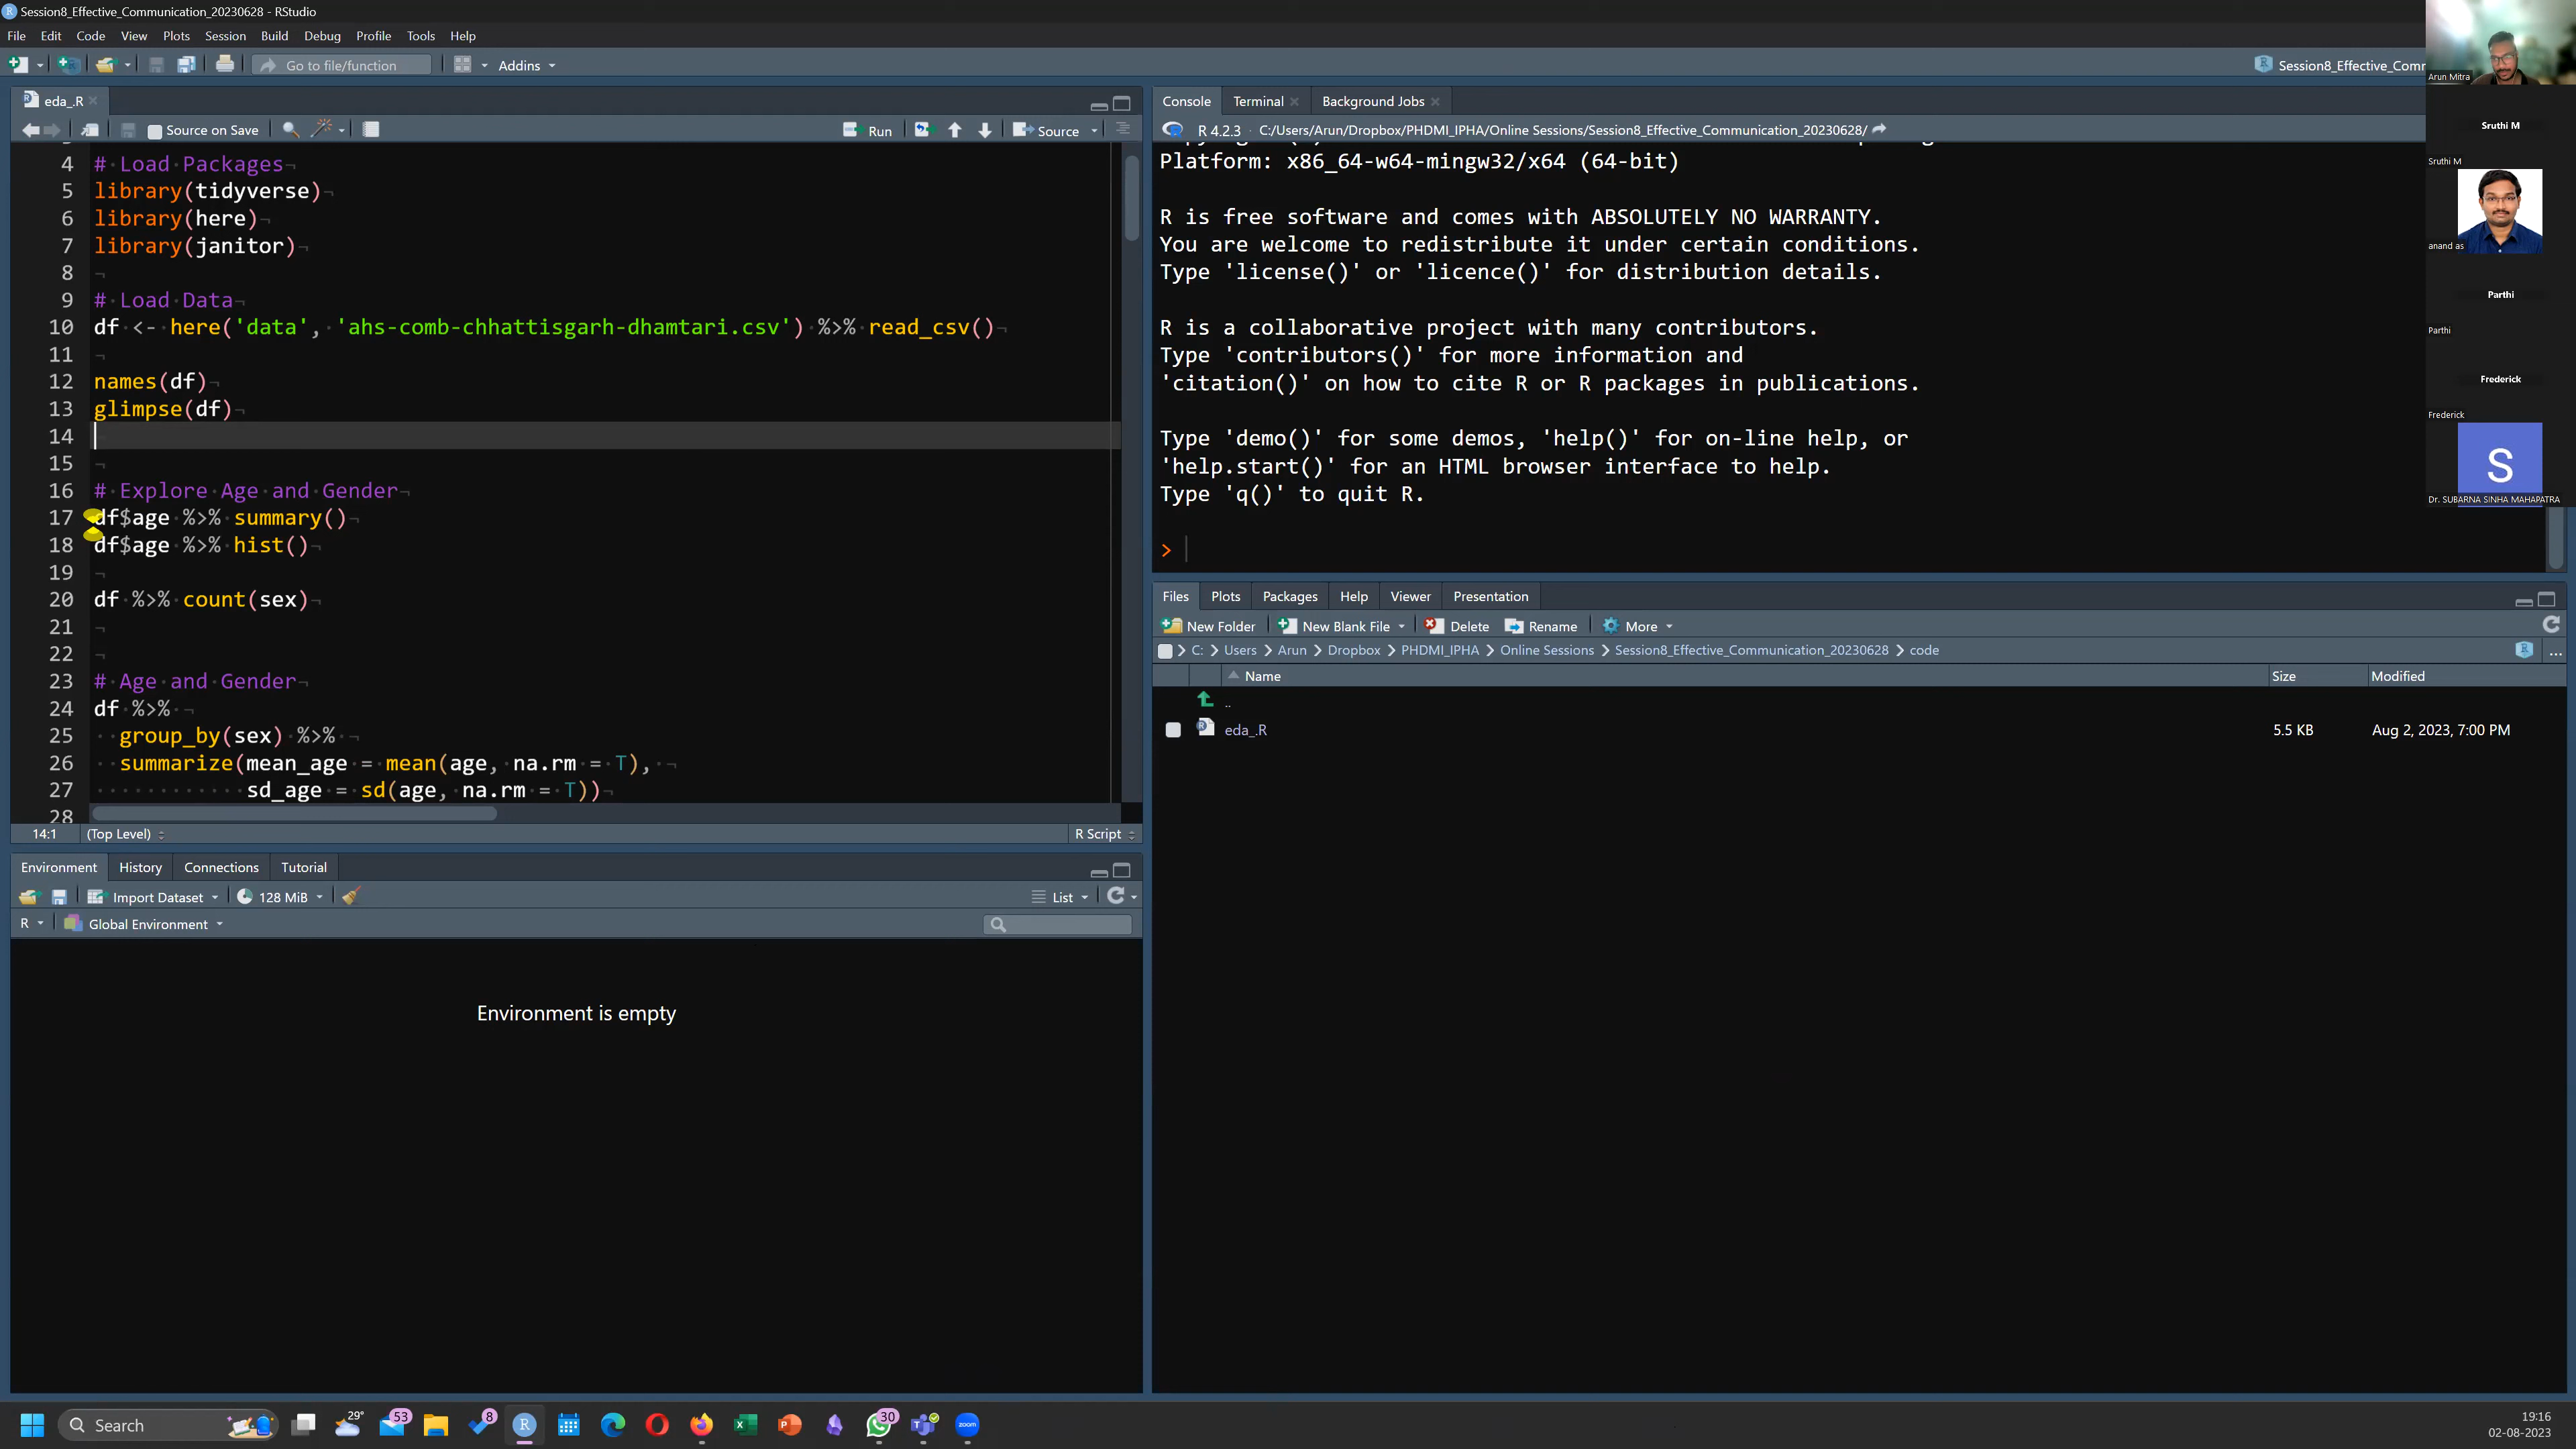 Session8_Effective_Communication_20230628 - RStudio
File Edit Code View Plots Session Build Debug Profile Tools Help
Go to file/function Addins Session8_Effective_Com
eda_.R
Source on Save Run Source
4 # Load Packages
5 library(tidyverse)
6 library(here)
7 library(janitor)
8
9 # Load Data
10 df <- here('data', 'ahs-comb-chhattisgarh-dhamtari.csv') %>% read_csv()
11
12 names(df)
13 glimpse(df)
14
15
16 # Explore Age and Gender
17 df$age %>% summary()
18 df$age %>% hist()
19
20 df %>% count(sex)
21
22
23 # Age and Gender
24 df %>%
25 group_by(sex) %>%
26 summarize(mean_age = mean(age, na.rm = T),
27 sd_age = sd(age, na.rm = T))
28
14:1 (Top Level) R Script
Environment History Connections Tutorial
Import Dataset 128 MiB List
R Global Environment
Environment is empty
Console Terminal Background Jobs
R 4.2.3 · C:/Users/Arun/Dropbox/PHDMI_IPHA/Online Sessions/Session8_Effective_Communication_20230628/
Platform: x86_64-w64-mingw32/x64 (64-bit)
R is free software and comes with ABSOLUTELY NO WARRANTY.
You are welcome to redistribute it under certain conditions.
Type 'license()' or 'licence()' for distribution details.
R is a collaborative project with many contributors.
Type 'contributors()' for more information and
'citation()' on how to cite R or R packages in publications.
Type 'demo()' for some demos, 'help()' for on-line help, or
'help.start()' for an HTML browser interface to help.
Type 'q()' to quit R.
>
Files Plots Packages Help Viewer Presentation
New Folder New Blank File Delete Rename More
C: Users Arun Dropbox PHDMI_IPHA Online Sessions Session8_Effective_Communication_20230628 code ...
Name Size Modified
..
eda_.R 5.5 KB Aug 2, 2023, 7:00 PM
Arun Mitra
Sruthi M
Sruthi M
anand as
Parthi
Parthi
Frederick
Frederick
S
Dr. SUBARNA SINHA MAHAPATRA
Search 29° 53 8 30 zoom
19:16
02-08-2023